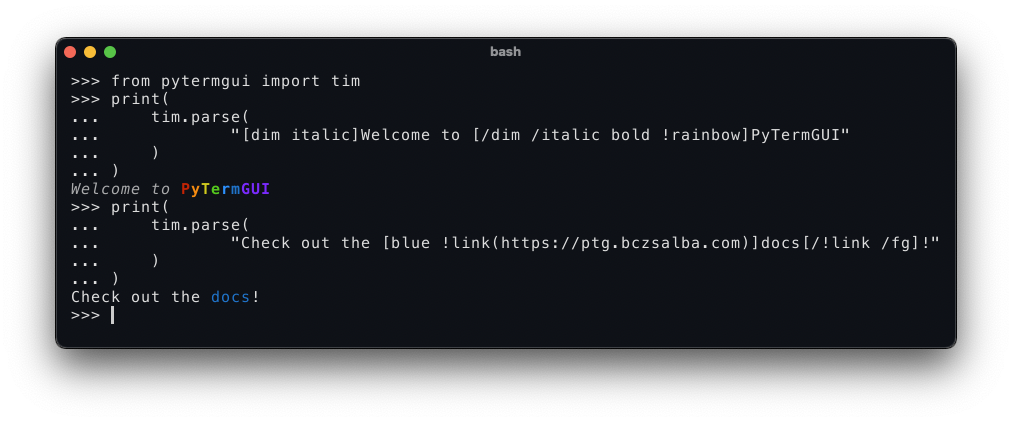 bash
>>> from pytermgui import tim
>>> print(
...     tim.parse(
...             "[dim italic]Welcome to [/dim /italic bold !rainbow]PyTermGUI"
...     )
... )
Welcome to PyTermGUI
>>> print(
...     tim.parse(
...             "Check out the [blue !link(https://ptg.bczsalba.com)]docs[/!link /fg]!"
...     )
... )
Check out the docs!
>>>